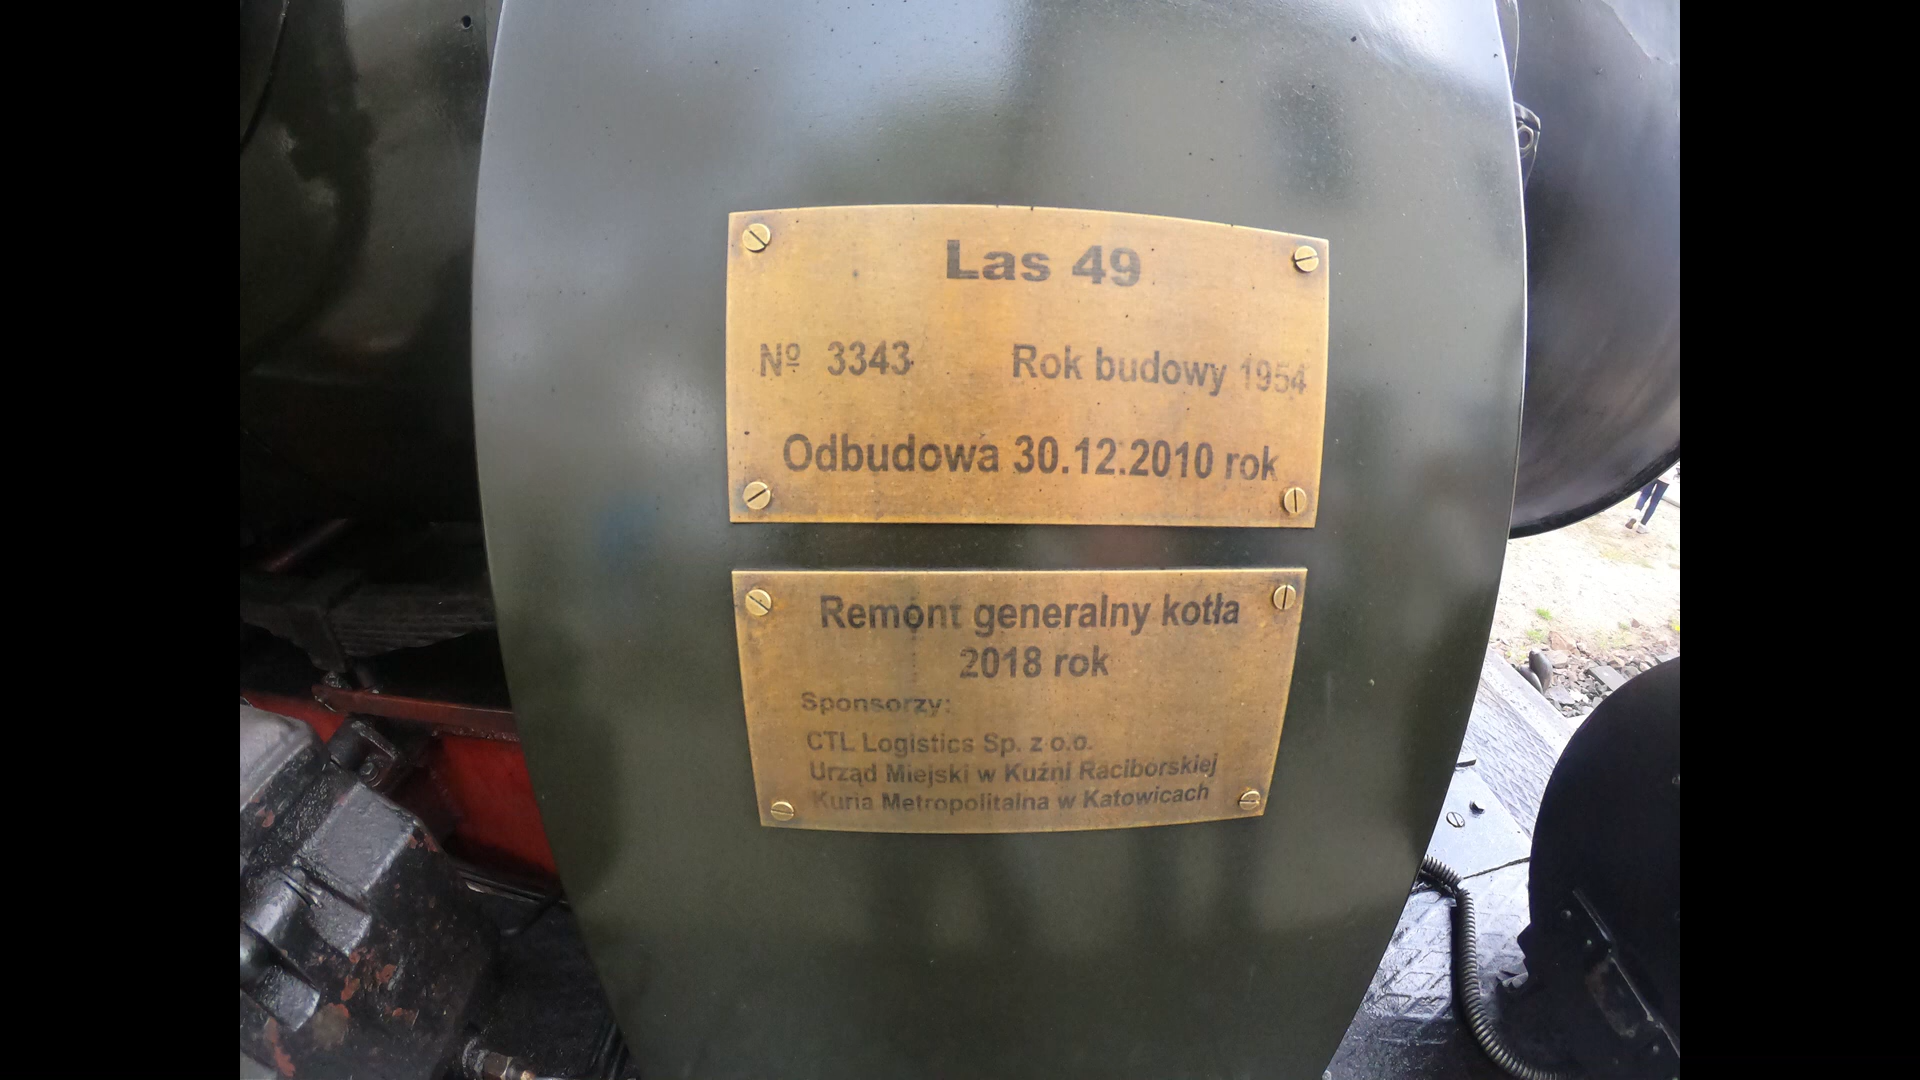 Las 49
Nº 3343 Rok budowy 1954
Odbudowa 30.12.2010 rok
Remont generalny kotła
2018 rok
Sponsorzy:
CTL Logistics Sp. z o.o.
Urząd Miejski w Kuźni Raciborskiej
Kuria Metropolitalna w Katowicach